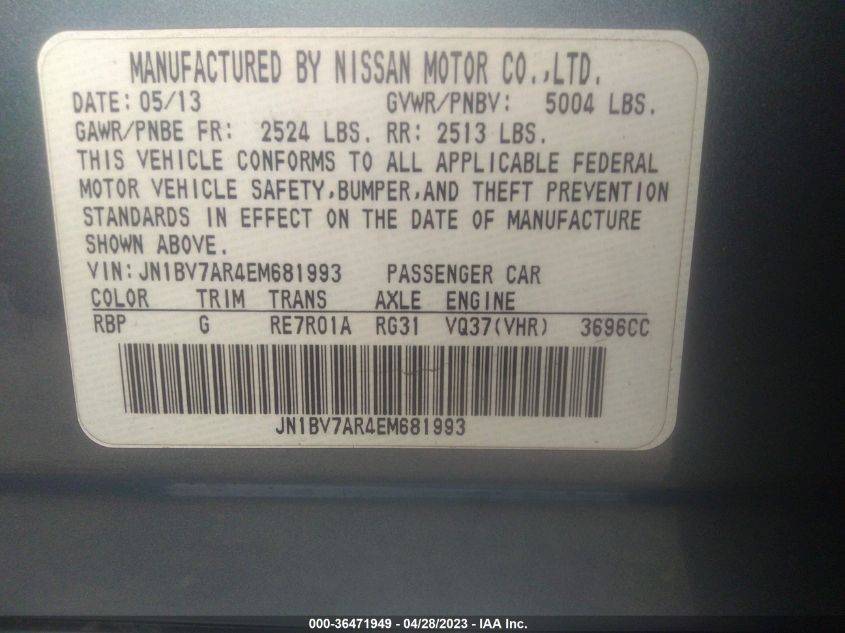 MANUFACTURED BY NISSAN MOTOR CO.,LTD.
DATE: 05/13 GVWR/PNBV: 5004 LBS.
GAWR/PNBE FR: 2524 LBS. RR: 2513 LBS.
THIS VEHICLE CONFORMS TO ALL APPLICABLE FEDERAL
MOTOR VEHICLE SAFETY,BUMPER,AND THEFT PREVENTION
STANDARDS IN EFFECT ON THE DATE OF MANUFACTURE
SHOWN ABOVE.
VIN: JN1BV7AR4EM681993 PASSENGER CAR
COLOR TRIM TRANS AXLE ENGINE
RBP G RE7R01A RG31 VQ37(VHR) 3696CC
JN1BV7AR4EM681993
000-36471949 - 04/28/2023 - IAA Inc.